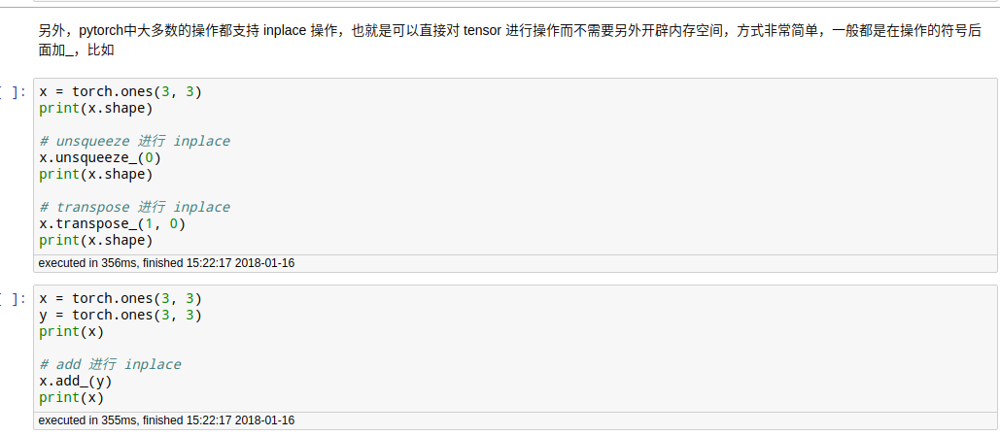 另外，pytorch中大多数的操作都支持 inplace 操作，也就是可以直接对 tensor 进行操作而不需要另外开辟内存空间，方式非常简单，一般都是在操作的符号后
面加_，比如
[ ]: x = torch.ones(3, 3)
print(x.shape)
# unsqueeze 进行 inplace
x.unsqueeze_(0)
print(x.shape)
# transpose 进行 inplace
x.transpose_(1, 0)
print(x.shape)
executed in 356ms, finished 15:22:17 2018-01-16
[ ]: x = torch.ones(3, 3)
y = torch.ones(3, 3)
print(x)
# add 进行 inplace
x.add_(y)
print(x)
executed in 355ms, finished 15:22:17 2018-01-16